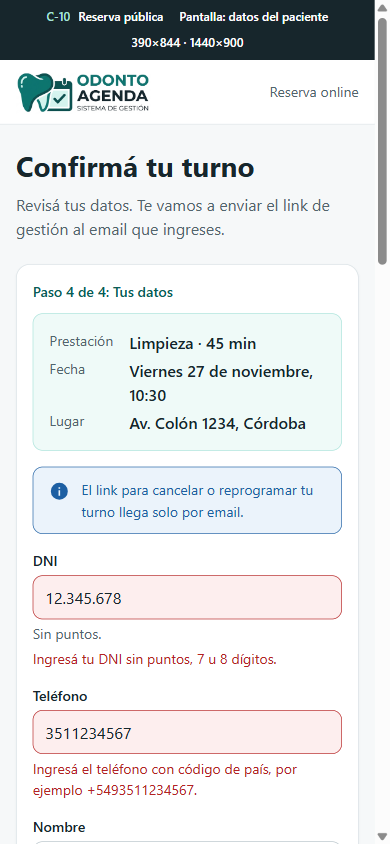 C-10 Reserva pública Pantalla: datos del paciente
390×844 · 1440×900
ODONTO
AGENDA
SISTEMA DE GESTIÓN
Reserva online
Confirmá tu turno
Revisá tus datos. Te vamos a enviar el link de
gestión al email que ingreses.
Paso 4 de 4: Tus datos
Prestación Limpieza · 45 min
Fecha Viernes 27 de noviembre,
10:30
Lugar Av. Colón 1234, Córdoba
El link para cancelar o reprogramar tu
turno llega solo por email.
DNI
12.345.678
Sin puntos.
Ingresá tu DNI sin puntos, 7 u 8 dígitos.
Teléfono
3511234567
Ingresá el teléfono con código de país, por
ejemplo +5493511234567.
Nombre